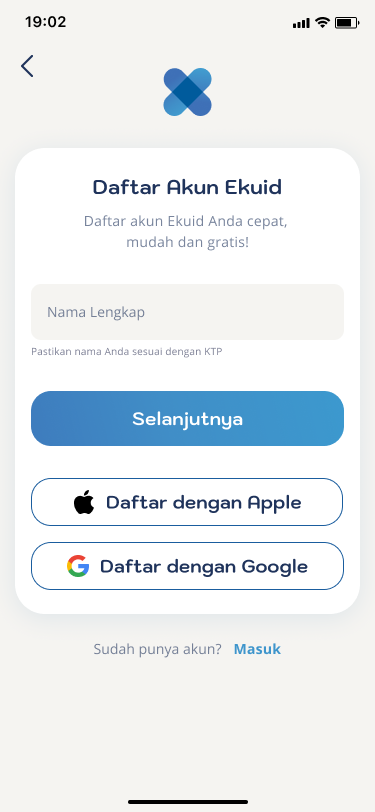 19:02
Daftar Akun Ekuid
Daftar akun Ekuid Anda cepat,
mudah dan gratis!
Nama Lengkap
Pastikan nama Anda sesuai dengan KTP
Selanjutnya
Daftar dengan Apple
Daftar dengan Google
Sudah punya akun? Masuk